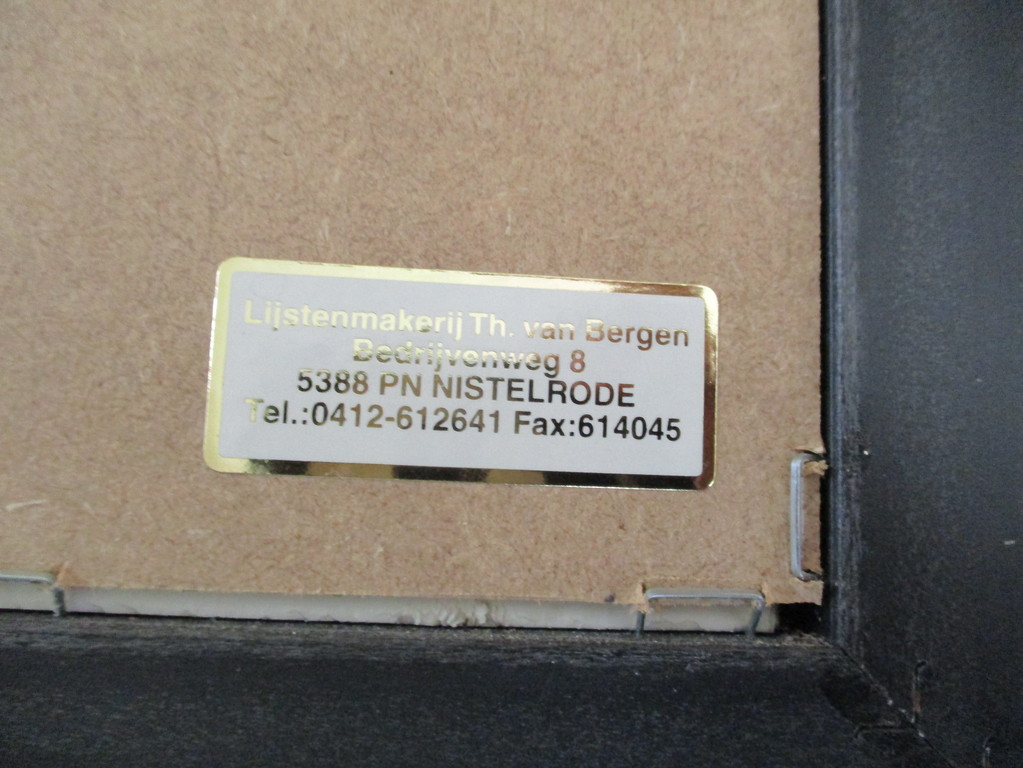 Lijstenmakerij Th. van Bergen
Bedrijvenweg 8
5388 PN NISTELRODE
Tel.:0412-612641 Fax:614045